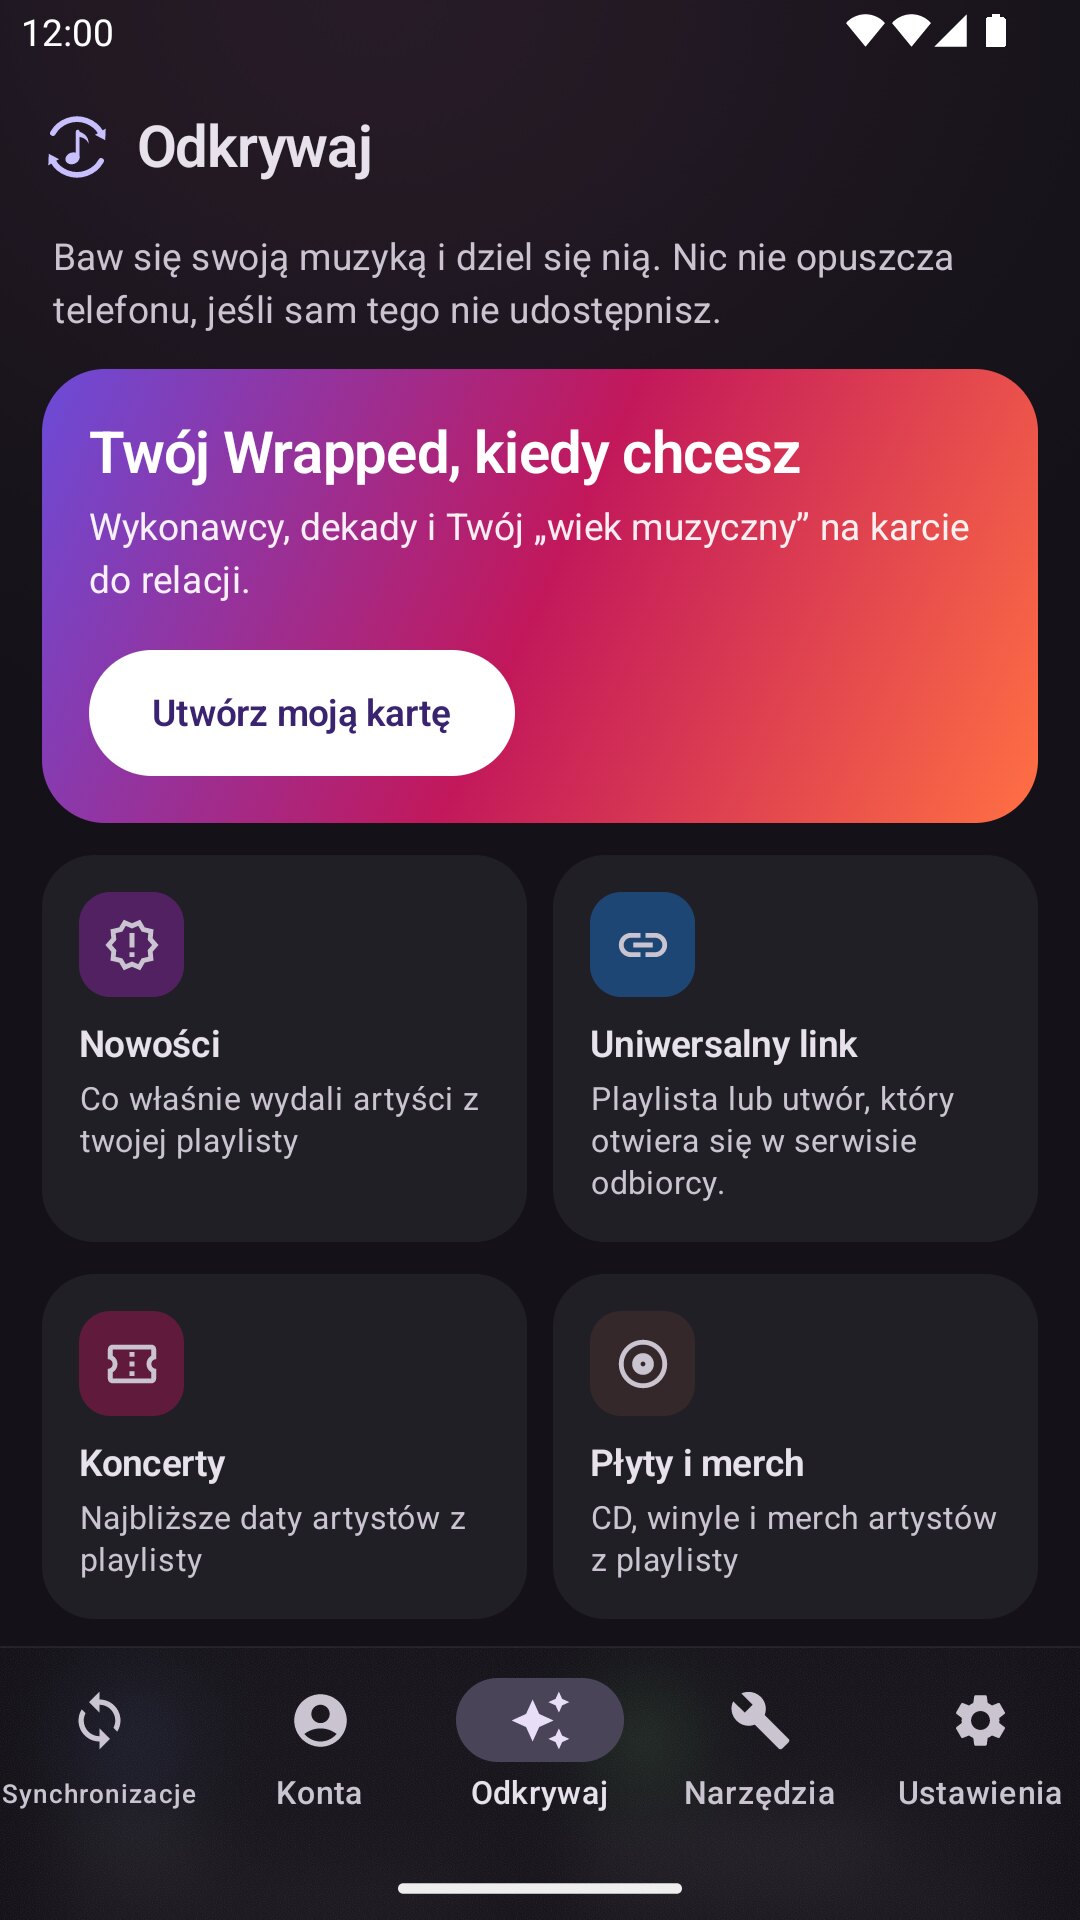 12:00
Odkrywaj
Baw się swoją muzyką i dziel się nią. Nic nie opuszcza
telefonu, jeśli sam tego nie udostępnisz.
Twój Wrapped, kiedy chcesz
Wykonawcy, dekady i Twój „wiek muzyczny” na karcie
do relacji.
Utwórz moją kartę
Nowości
Co właśnie wydali artyści z
twojej playlisty
Uniwersalny link
Playlista lub utwór, który
otwiera się w serwisie
odbiorcy.
Koncerty
Najbliższe daty artystów z
playlisty
Płyty i merch
CD, winyle i merch artystów
z playlisty
Synchronizacje
Konta
Odkrywaj
Narzędzia
Ustawienia